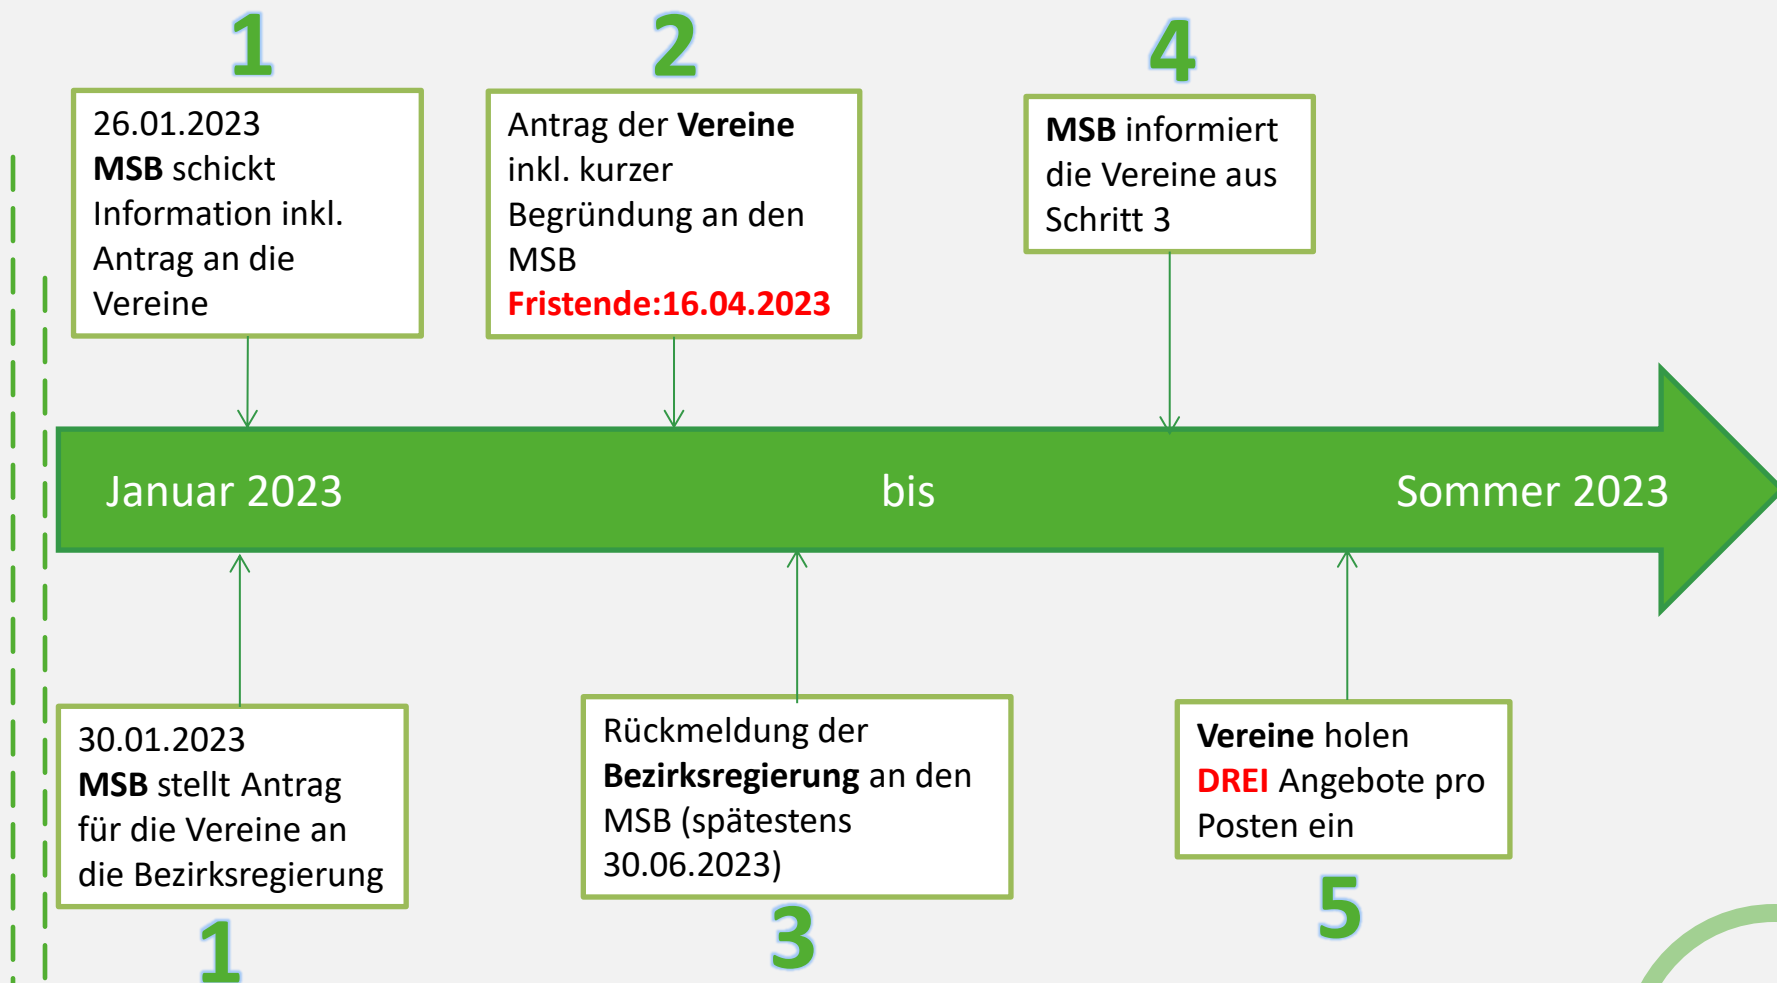 1
26.01.2023
MSB schickt
Information inkl.
Antrag an die
Vereine
2
Antrag der Vereine
inkl. kurzer
Begründung an den
MSB
Fristende:16.04.2023
4
MSB informiert
die Vereine aus
Schritt 3
Januar 2023 bis Sommer 2023
30.01.2023
MSB stellt Antrag
für die Vereine an
die Bezirksregierung
1
Rückmeldung der
Bezirksregierung an den
MSB (spätestens
30.06.2023)
3
Vereine holen
DREI Angebote pro
Posten ein
5